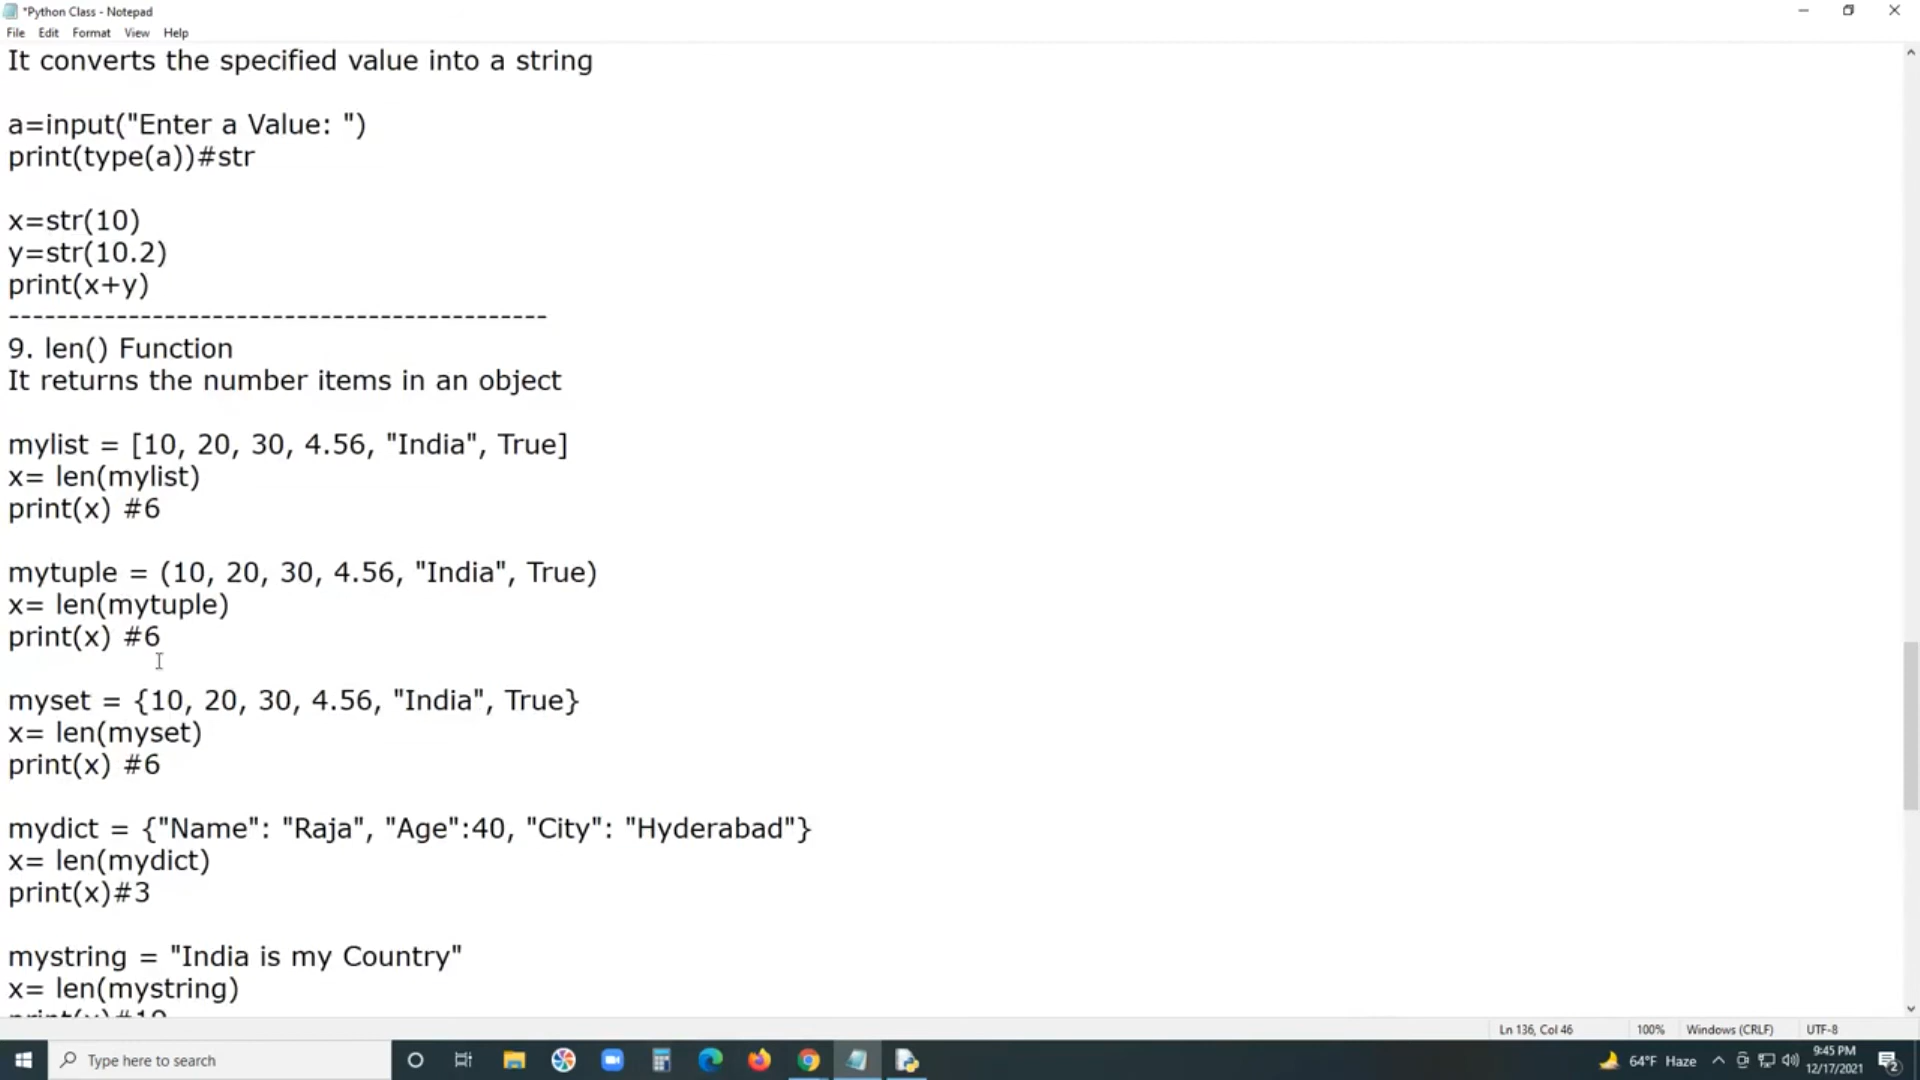 *Python Class - Notepad
File Edit Format View Help
It converts the specified value into a string
a=input("Enter a Value: ")
print(type(a))#str
x=str(10)
y=str(10.2)
print(x+y)
------------------------------------------
9. len() Function
It returns the number items in an object
mylist = [10, 20, 30, 4.56, "India", True]
x= len(mylist)
print(x) #6
mytuple = (10, 20, 30, 4.56, "India", True)
x= len(mytuple)
print(x) #6
myset = {10, 20, 30, 4.56, "India", True}
x= len(myset)
print(x) #6
mydict = {"Name": "Raja", "Age":40, "City": "Hyderabad"}
x= len(mydict)
print(x)#3
mystring = "India is my Country"
x= len(mystring)
print(x)#19
Ln 136, Col 46 100% Windows (CRLF) UTF-8
Type here to search
64°F Haze
9:45 PM
12/17/2021
2